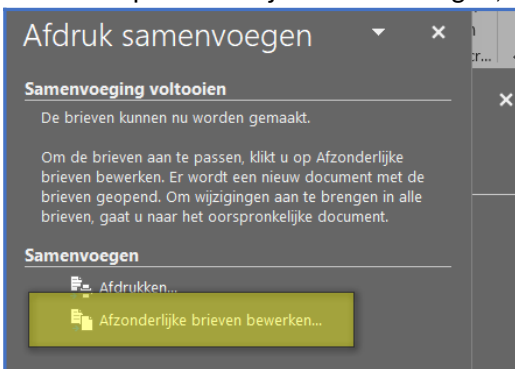 Afdruk samenvoegen
Samenvoeging voltooien
De brieven kunnen nu worden gemaakt.
Om de brieven aan te passen, klikt u op Afzonderlijke
brieven bewerken. Er wordt een nieuw document met de
brieven geopend. Om wijzigingen aan te brengen in alle
brieven, gaat u naar het oorspronkelijke document.
Samenvoegen
Afdrukken...
Afzonderlijke brieven bewerken...